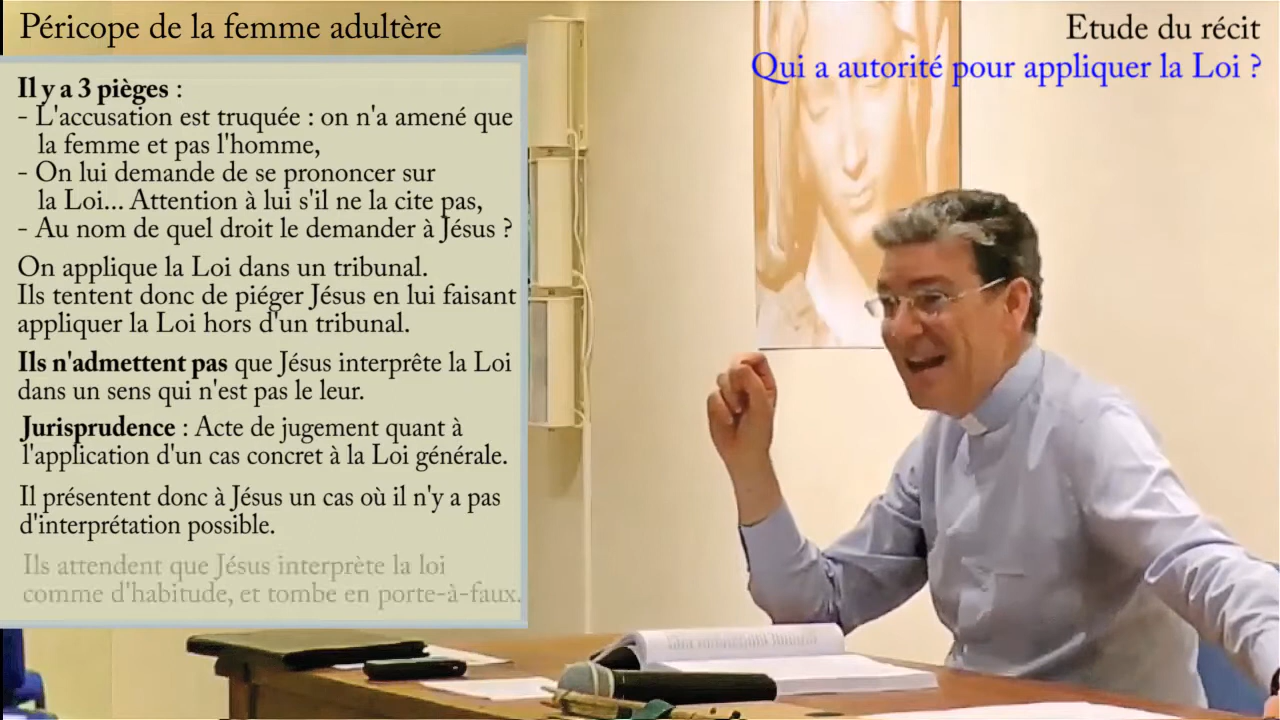 Péricope de la femme adultère
Etude du récit
Qui a autorité pour appliquer la Loi ?
Il y a 3 pièges :
- L'accusation est truquée : on n'a amené que
la femme et pas l'homme,
- On lui demande de se prononcer sur
la Loi... Attention à lui s'il ne la cite pas,
- Au nom de quel droit le demander à Jésus ?
On applique la Loi dans un tribunal.
Ils tentent donc de piéger Jésus en lui faisant
appliquer la Loi hors d'un tribunal.
Ils n'admettent pas que Jésus interprête la Loi
dans un sens qui n'est pas le leur.
Jurisprudence : Acte de jugement quant à
l'application d'un cas concret à la Loi générale.
Il présentent donc à Jésus un cas où il n'y a pas
d'interprétation possible.
Ils attendent que Jésus interprète la loi
comme d'habitude, et tombe en porte-à-faux.